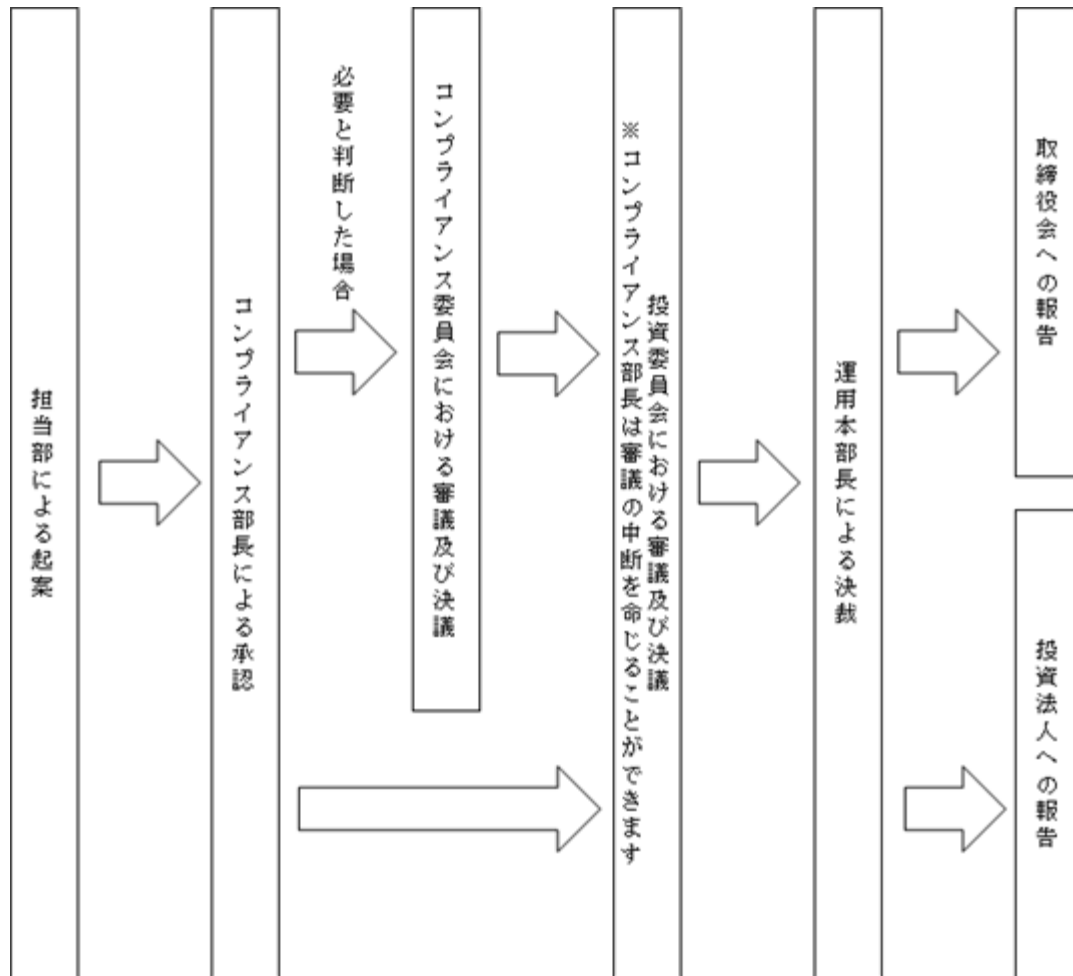 担当部による起案
コンプライアンス部長による承認
必要と判断した場合
コンプライアンス委員会における審議及び決議
投資委員会における審議及び決議
※コンプライアンス部長は審議の中断を命じることができます
運用本部長による決裁
取締役会への報告
投資法人への報告